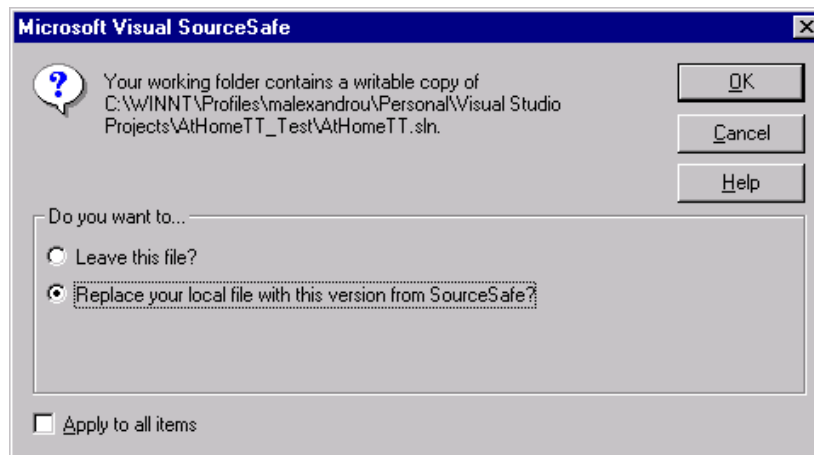 Microsoft Visual SourceSafe
Your working folder contains a writable copy of
C:\WINNT\Profiles\malexandrou\Personal\Visual Studio
Projects\AtHomeTT_Test\AtHomeTT.sln.
OK
Cancel
Help
Do you want to...
Leave this file?
Replace your local file with this version from SourceSafe?
Apply to all items